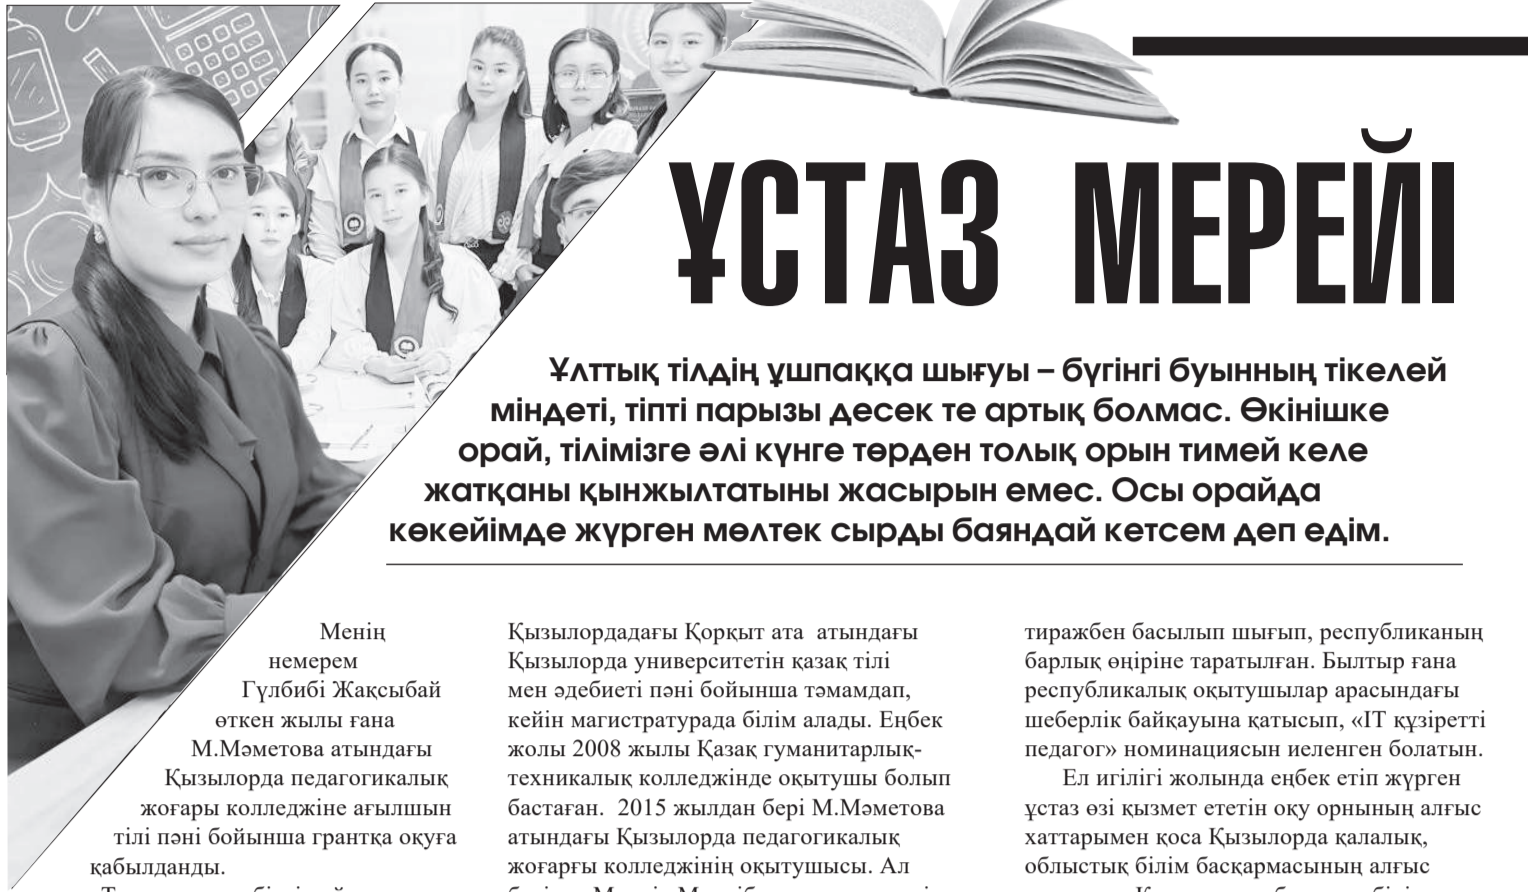 ҰСТАЗ МЕРЕЙІ
Ұлттық тілдің ұшпаққа шығуы – бүгінгі буынның тікелей
міндеті, тіпті парызы десек те артық болмас. Өкінішке
орай, тілімізге әлі күнге төрден толық орын тимей келе
жатқаны қынжылтатыны жасырын емес. Осы орайда
көкейімде жүрген мөлтек сырды баяндай кетсем деп едім.
Менің
немерем
Гүлбибі Жақсыбай
өткен жылы ғана
М.Мәметова атындағы
Қызылорда педагогикалық
жоғары колледжіне ағылшын
тілі пәні бойынша грантқа оқуға
қабылданды.
Қызылордадағы Қорқыт ата  атындағы
Қызылорда университетін қазақ тілі
мен әдебиеті пәні бойынша тәмамдап,
кейін магистратурада білім алады. Еңбек
жолы 2008 жылы Қазақ гуманитарлық-
техникалық колледжінде оқытушы болып
бастаған.  2015 жылдан бері М.Мәметова
атындағы Қызылорда педагогикалық
жоғарғы колледжінің оқытушысы. Ал
тиражбен басылып шығып, республиканың
барлық өңіріне таратылған. Былтыр ғана
республикалық оқытушылар арасындағы
шеберлік байқауына қатысып, «IT құзіретті
педагог» номинациясын иеленген болатын.
Ел игілігі жолында еңбек етіп жүрген
ұстаз өзі қызмет ететін оқу орнының алғыс
хаттарымен қоса Қызылорда қалалық,
облыстық білім басқармасының алғыс